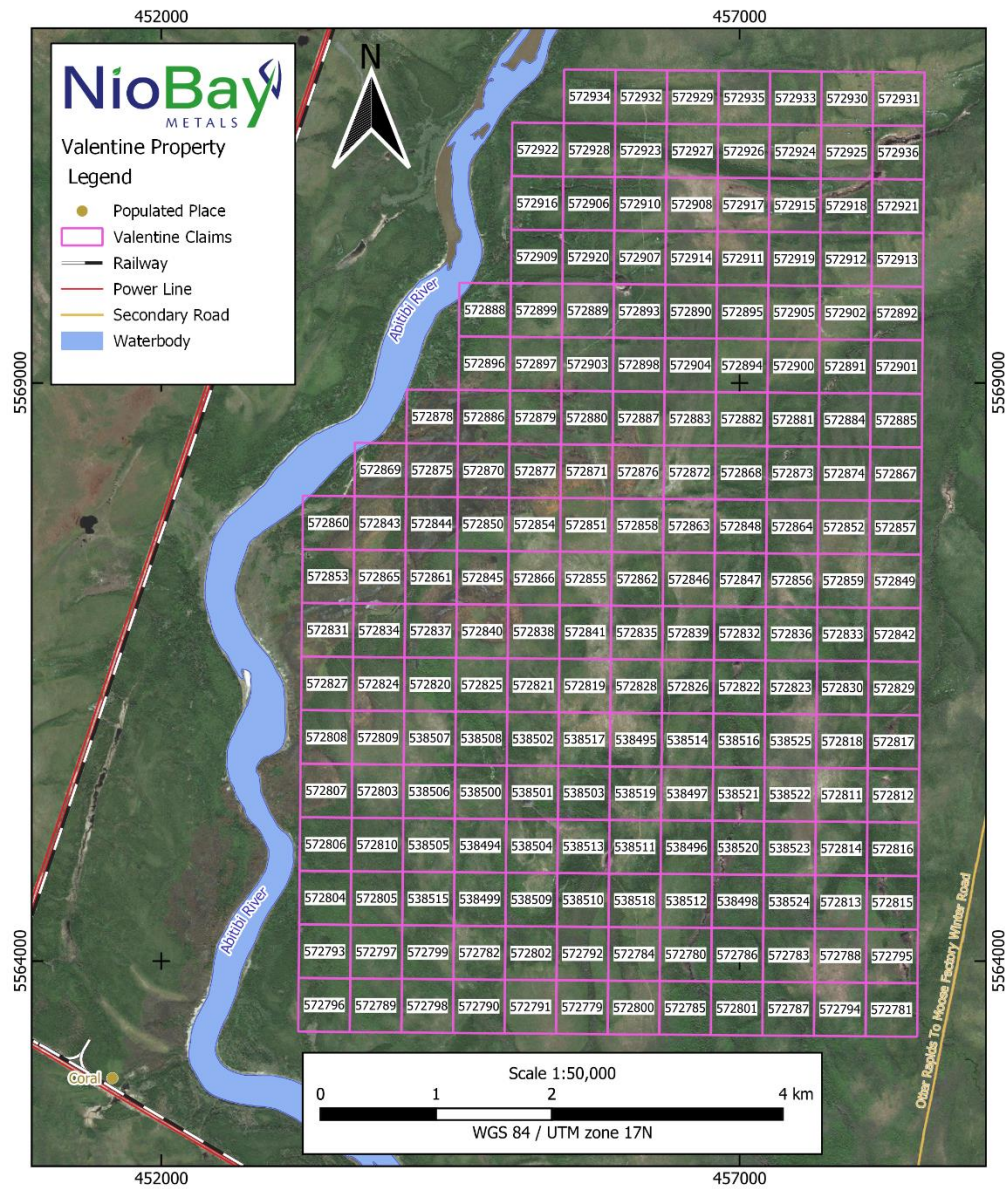 452000 457000
NioBay
METALS
Valentine Property
Legend
Populated Place
Valentine Claims
Railway
Power Line
Secondary Road
Waterbody
N
572934 572932 572929 572935 572933 572930 572931
572922 572928 572923 572927 572926 572924 572925 572936
572916 572906 572910 572908 572917 572915 572918 572921
572909 572920 572907 572914 572911 572919 572912 572913
Abitibi River
572888 572899 572889 572893 572890 572895 572905 572902 572892
5569000 5569000
572896 572897 572903 572898 572904 572894 572900 572891 572901
572878 572886 572879 572880 572887 572883 572882 572881 572884 572885
572869 572875 572870 572877 572871 572876 572872 572868 572873 572874 572867
572860 572843 572844 572850 572854 572851 572858 572863 572848 572864 572852 572857
572853 572865 572861 572845 572866 572855 572862 572846 572847 572856 572859 572849
572831 572834 572837 572840 572838 572841 572835 572839 572832 572836 572833 572842
572827 572824 572820 572825 572821 572819 572828 572826 572822 572823 572830 572829
572808 572809 538507 538508 538502 538517 538495 538514 538516 538525 572818 572817
572807 572803 538506 538500 538501 538503 538519 538497 538521 538522 572811 572812
572806 572810 538505 538494 538504 538513 538511 538496 538520 538523 572814 572816
572804 572805 538515 538499 538509 538510 538518 538512 538498 538524 572813 572815
Abitibi River
572793 572797 572799 572782 572802 572792 572784 572780 572786 572783 572788 572795
5564000 5564000
572796 572789 572798 572790 572791 572779 572800 572785 572801 572787 572794 572781
Otter Rapids To Moose Factory Winter Road
Coral
Scale 1:50,000
0 1 2 4 km
WGS 84 / UTM zone 17N
452000 457000